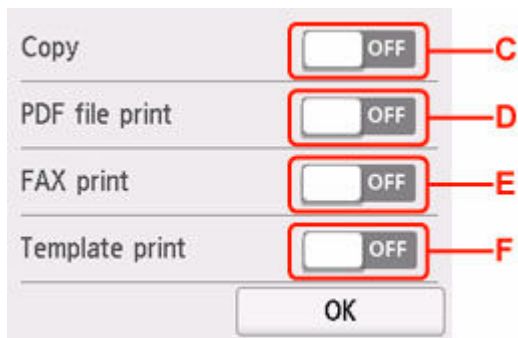 Copy OFF C
PDF file print OFF D
FAX print OFF E
Template print OFF F
OK